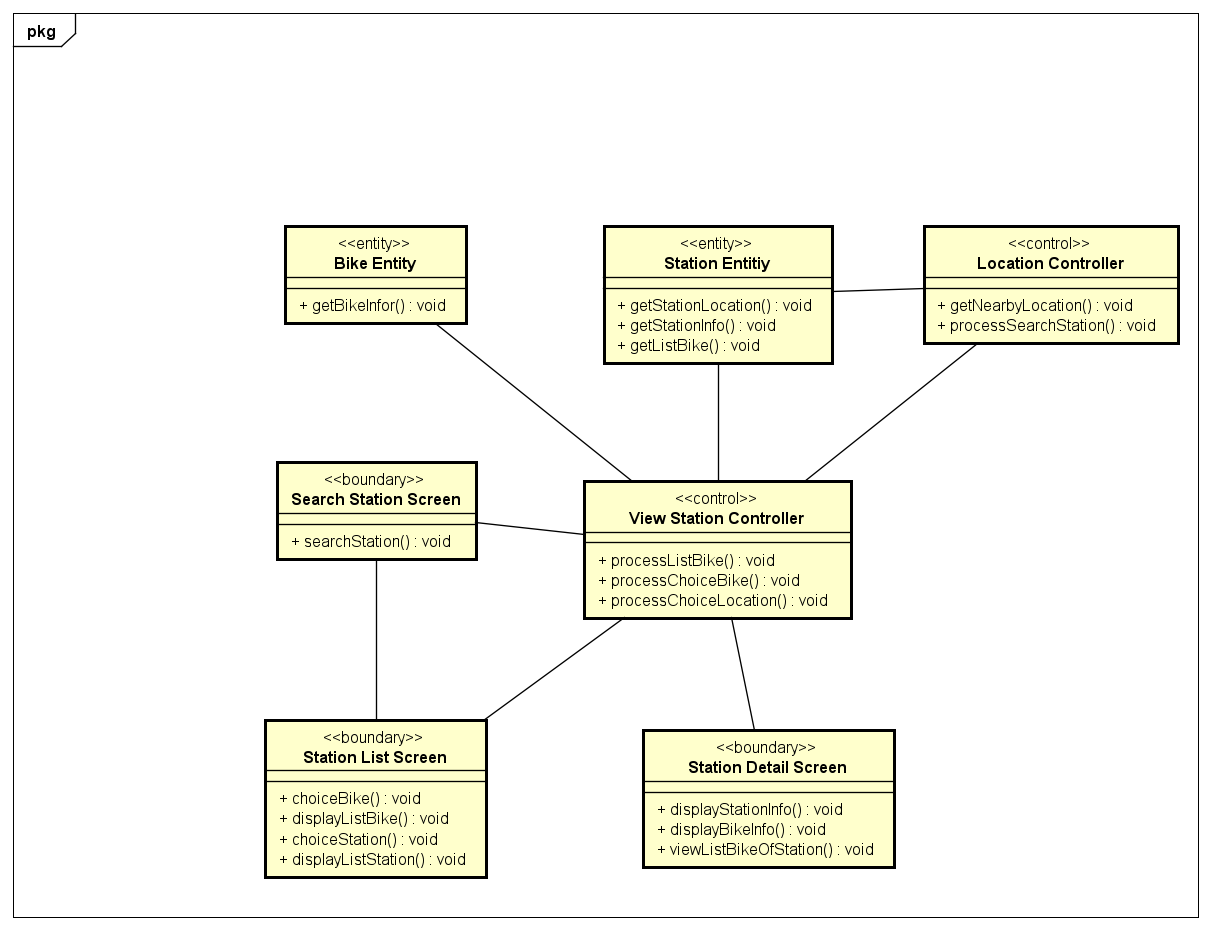 pkg
<<entity>>
Bike Entity
+ getBikeInfor() : void
<<entity>>
Station Entitiy
+ getStationLocation() : void
+ getStationInfo() : void
+ getListBike() : void
<<control>>
Location Controller
+ getNearbyLocation() : void
+ processSearchStation() : void
<<boundary>>
Search Station Screen
+ searchStation() : void
<<control>>
View Station Controller
+ processListBike() : void
+ processChoiceBike() : void
+ processChoiceLocation() : void
<<boundary>>
Station List Screen
+ choiceBike() : void
+ displayListBike() : void
+ choiceStation() : void
+ displayListStation() : void
<<boundary>>
Station Detail Screen
+ displayStationInfo() : void
+ displayBikeInfo() : void
+ viewListBikeOfStation() : void